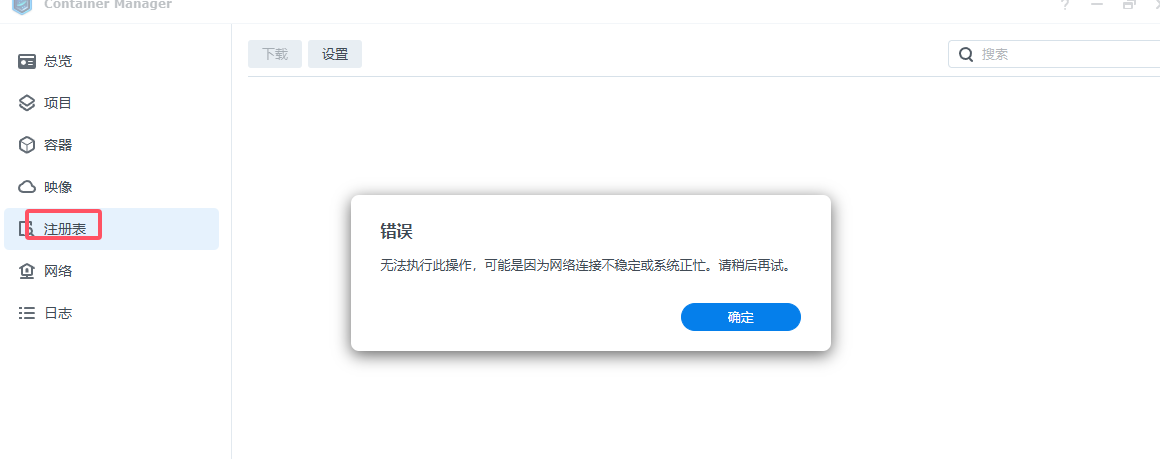 Container Manager
?
总览
下载
设置
搜索
项目
容器
映像
注册表
网络
日志
错误
无法执行此操作，可能是因为网络连接不稳定或系统正忙。请稍后再试。
确定